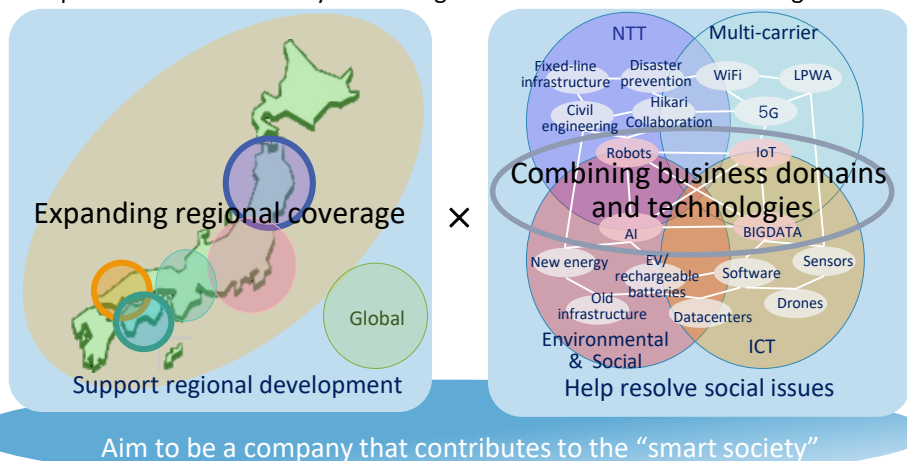 Expanding regional coverage
Global
Support regional development
×
NTT
Multi-carrier
Fixed-line
infrastructure
Disaster
prevention
WiFi
LPWA
Civil
engineering
Hikari
Collaboration
5G
Robots
IoT
Combining business domains
and technologies
AI
BIGDATA
New energy
EV/
rechargeable
batteries
Software
Sensors
Old
infrastructure
Datacenters
Drones
Environmental
& Social
ICT
Help resolve social issues
Aim to be a company that contributes to the “smart society”